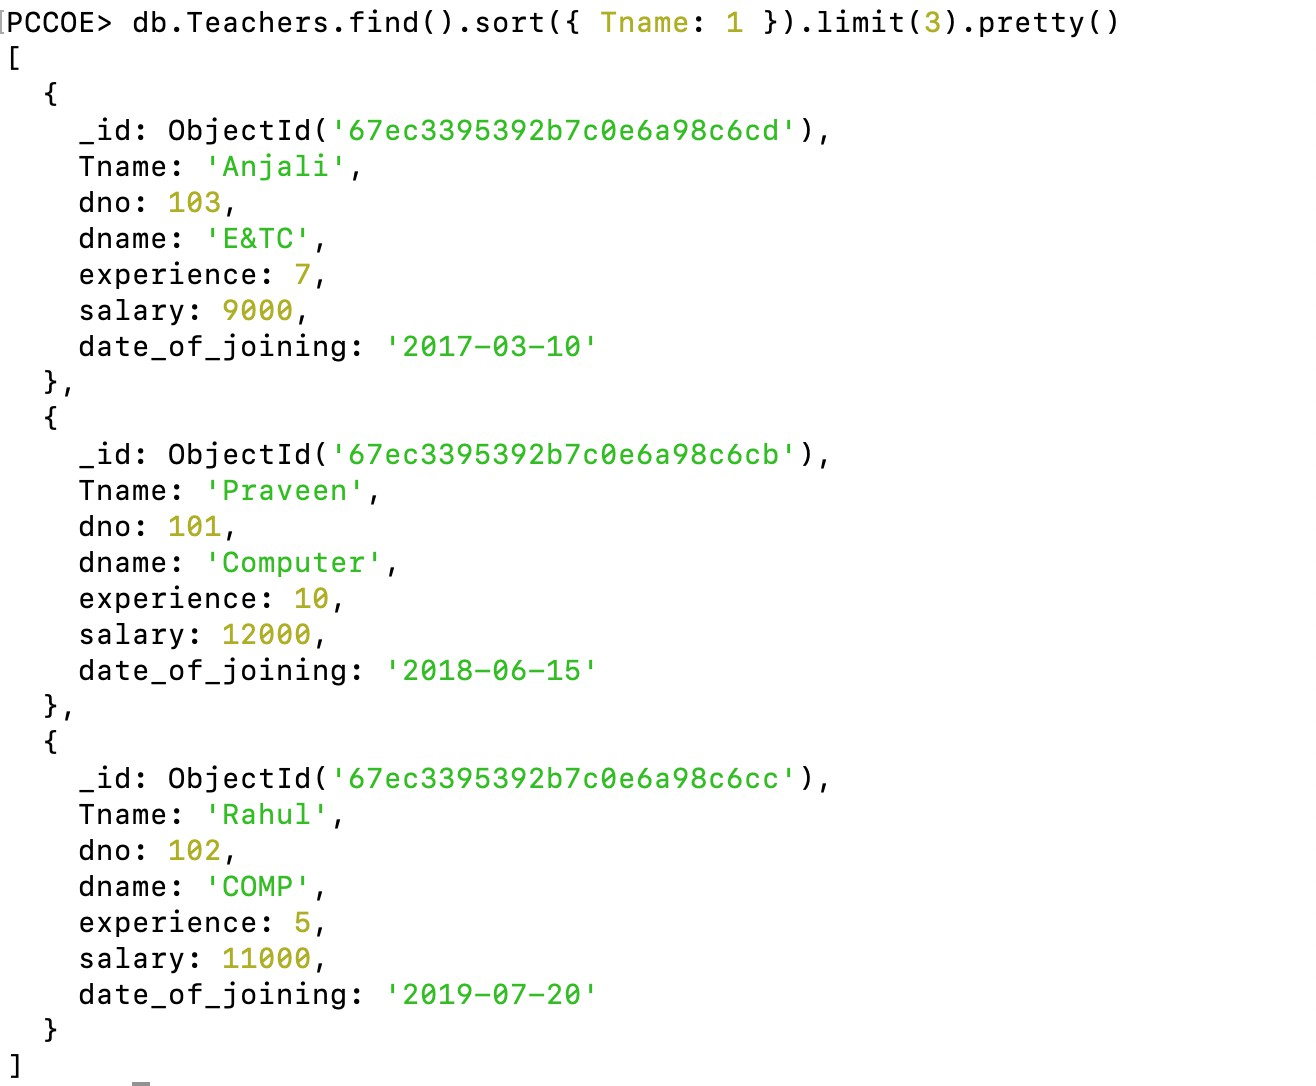 PCCOE> db.Teachers.find().sort({ Tname: 1 }).limit(3).pretty()
[
  {
    _id: ObjectId('67ec3395392b7c0e6a98c6cd'),
    Tname: 'Anjali',
    dno: 103,
    dname: 'E&TC',
    experience: 7,
    salary: 9000,
    date_of_joining: '2017-03-10'
  },
  {
    _id: ObjectId('67ec3395392b7c0e6a98c6cb'),
    Tname: 'Praveen',
    dno: 101,
    dname: 'Computer',
    experience: 10,
    salary: 12000,
    date_of_joining: '2018-06-15'
  },
  {
    _id: ObjectId('67ec3395392b7c0e6a98c6cc'),
    Tname: 'Rahul',
    dno: 102,
    dname: 'COMP',
    experience: 5,
    salary: 11000,
    date_of_joining: '2019-07-20'
  }
]